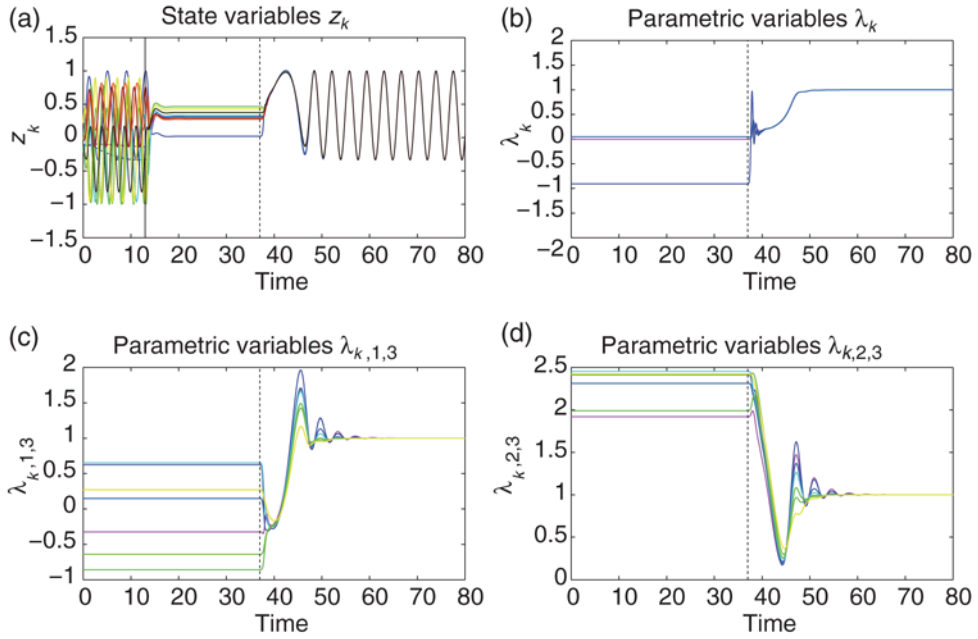 (a) State variables z_k
1.5
1
0.5
0
−0.5
−1
−1.5
z_k
0 10 20 30 40 50 60 70 80
Time
(b) Parametric variables λ_k
2
1.5
1
0.5
0
−0.5
−1
−1.5
−2
λ_k
0 10 20 30 40 50 60 70 80
Time
(c) Parametric variables λ_k,1,3
2
1.5
1
0.5
0
−0.5
−1
λ_k,1,3
0 10 20 30 40 50 60 70 80
Time
(d) Parametric variables λ_k,2,3
2.5
2
1.5
1
0.5
0
λ_k,2,3
0 10 20 30 40 50 60 70 80
Time